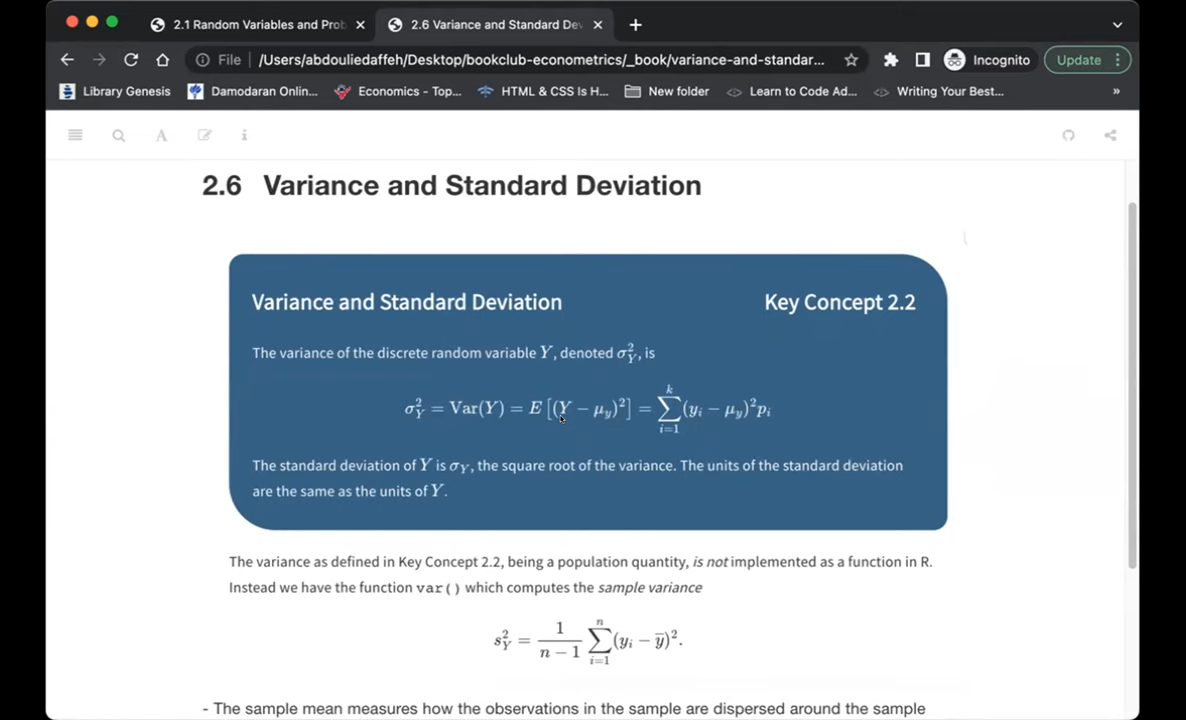 2.1 Random Variables and Prob
2.6 Variance and Standard Dev
File /Users/abdouliedaffeh/Desktop/bookclub-econometrics/_book/variance-and-standar...
Incognito
Update
Library Genesis
Damodaran Onlin...
Economics - Top...
HTML & CSS Is H...
New folder
Learn to Code Ad...
Writing Your Best...
»
2.6 Variance and Standard Deviation
Variance and Standard Deviation Key Concept 2.2
The variance of the discrete random variable Y, denoted σ²_Y, is
σ²_Y = Var(Y) = E [(Y − μ_y)²] = ∑_{i=1}^{k} (y_i − μ_y)² p_i
The standard deviation of Y is σ_Y, the square root of the variance. The units of the standard deviation
are the same as the units of Y.
The variance as defined in Key Concept 2.2, being a population quantity, is not implemented as a function in R.
Instead we have the function var() which computes the sample variance
s²_Y = 1/(n − 1) ∑_{i=1}^{n} (y_i − ȳ)².
- The sample mean measures how the observations in the sample are dispersed around the sample